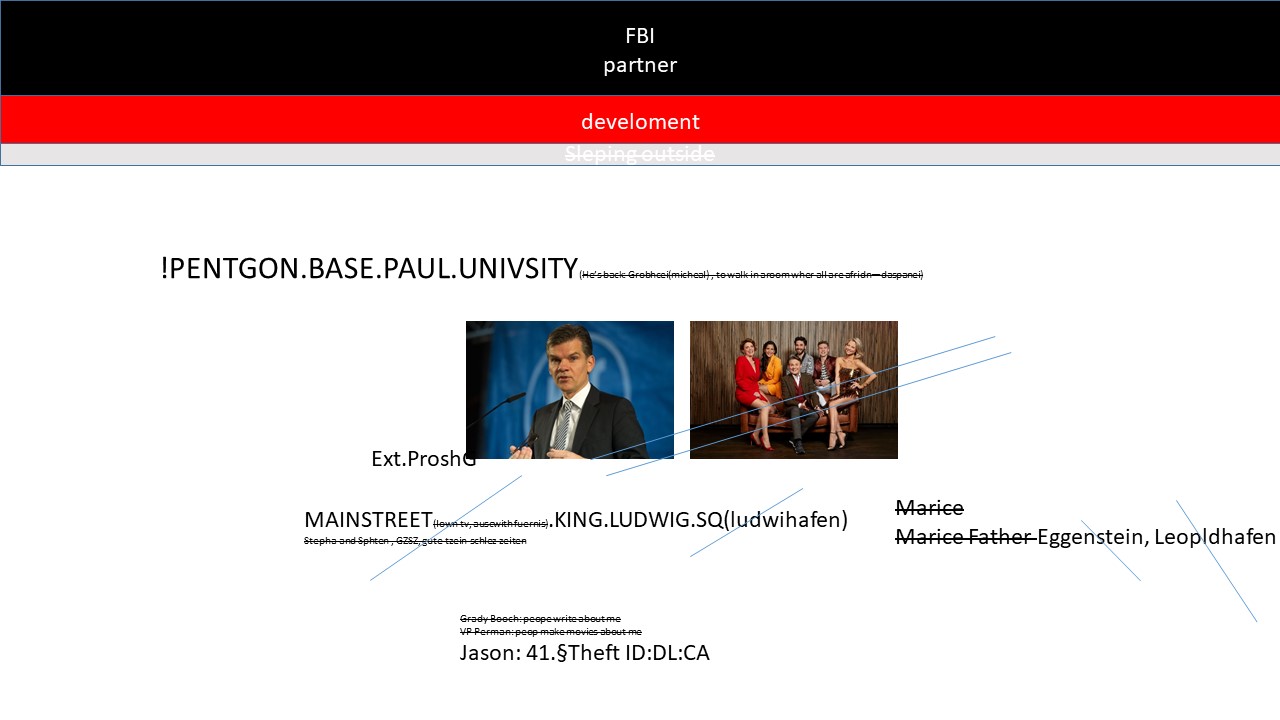 FBI
partner
develoment
Sleping outside
!PENTGON.BASE.PAUL.UNIVSITY(He's back: Grobhcei(micheal) , to walk in aroom wher all are afridn—daspanei)
Ext.ProshG
MAINSTREET(lown tv, auscwith fuernis).KING.LUDWIG.SQ(ludwihafen)
Stepha and Sphten , GZSZ, gute tzein schlez zeiten
Marice
Marice Father Eggenstein, Leopldhafen
Grady Booch: peope write about me
VP Perman: peop make movies about me
Jason: 41.§Theft ID:DL:CA